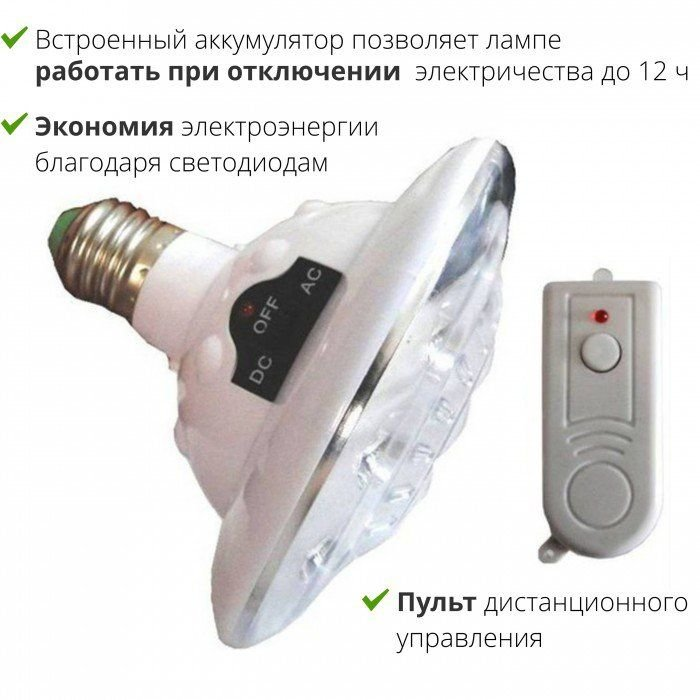 Встроенный аккумулятор позволяет лампе
работать при отключении электричества до 12 ч
Экономия электроэнергии
благодаря светодиодам
DC OFF AC
Пульт дистанционного
управления